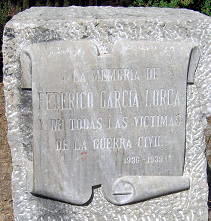 A LA MEMORIA DE
FEDERICO GARCIA LORCA
Y DE TODAS LAS VICTIMAS
DE LA GUERRA CIVIL
1936-1939